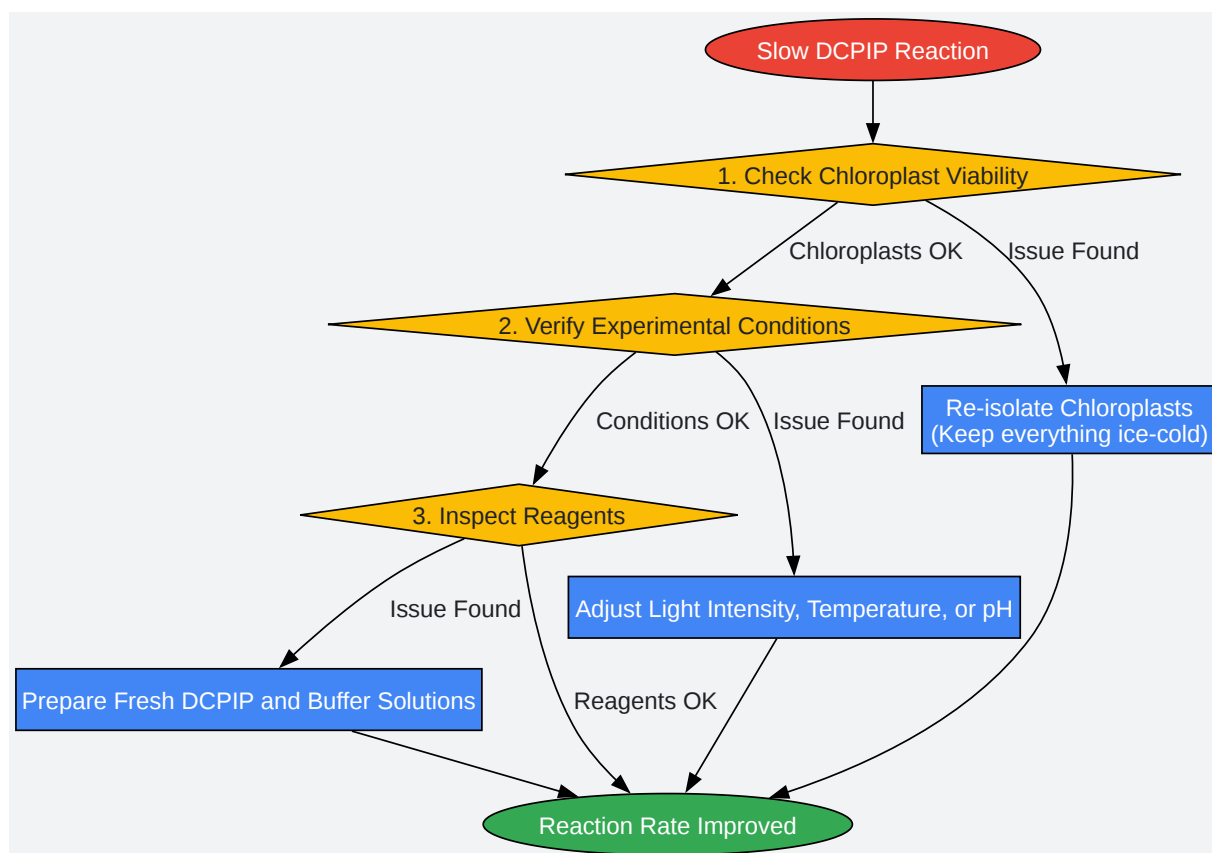 Slow DCPIP Reaction
1. Check Chloroplast Viability
Chloroplasts OK
Issue Found
2. Verify Experimental Conditions
Re-isolate Chloroplasts
(Keep everything ice-cold)
Conditions OK
Issue Found
3. Inspect Reagents
Adjust Light Intensity, Temperature, or pH
Issue Found
Prepare Fresh DCPIP and Buffer Solutions
Reagents OK
Reaction Rate Improved